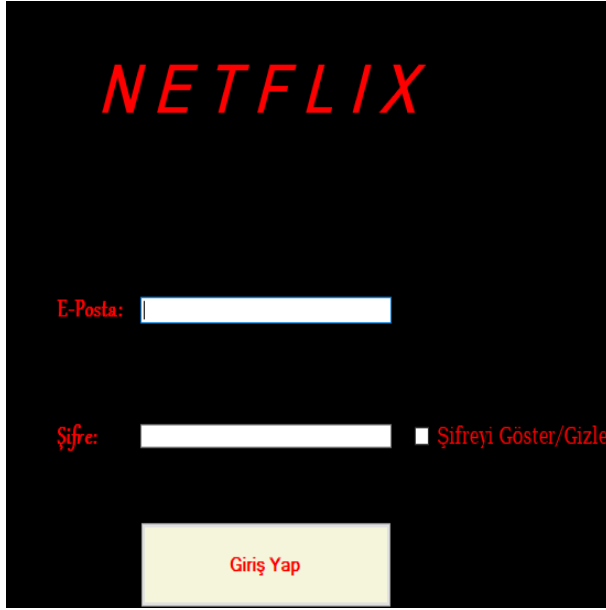 NETFLIX
E-Posta:
Şifre:
Şifreyi Göster/Gizle
Giriş Yap